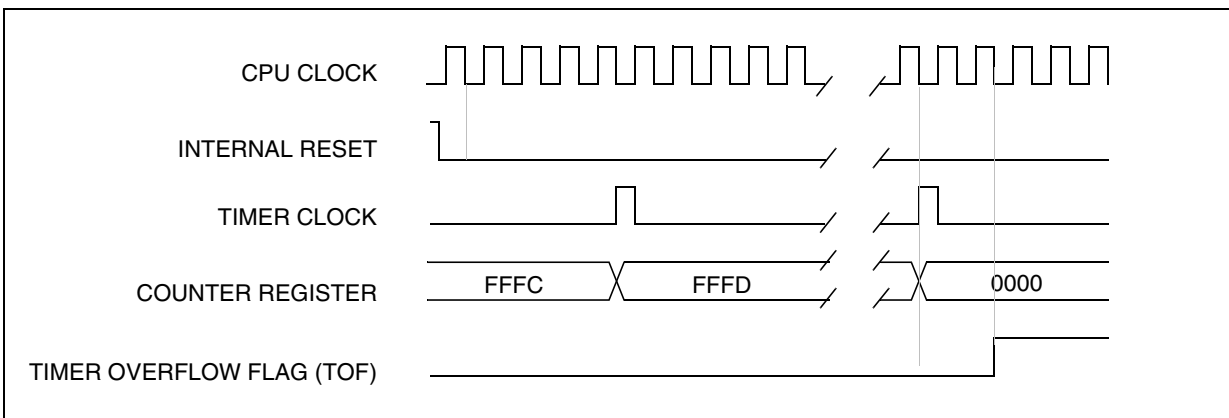 CPU CLOCK
INTERNAL RESET
TIMER CLOCK
COUNTER REGISTER
FFFC
FFFD
0000
TIMER OVERFLOW FLAG (TOF)